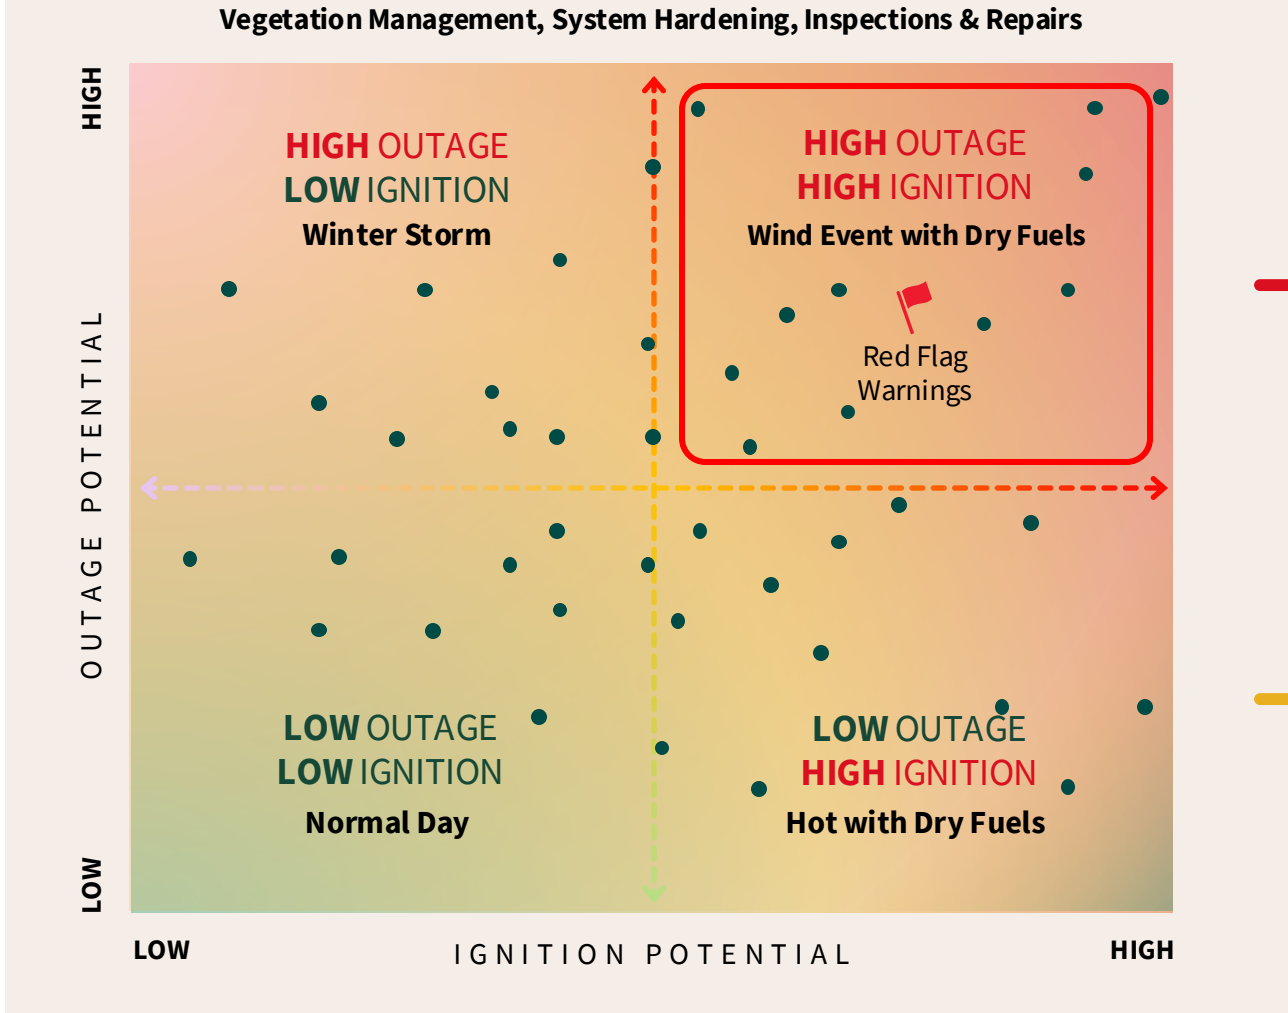 Vegetation Management, System Hardening, Inspections & Repairs
HIGH
HIGH OUTAGE
LOW IGNITION
Winter Storm
HIGH OUTAGE
HIGH IGNITION
Wind Event with Dry Fuels
Red Flag
Warnings
OUTAGE POTENTIAL
LOW OUTAGE
LOW IGNITION
Normal Day
LOW OUTAGE
HIGH IGNITION
Hot with Dry Fuels
LOW
LOW
IGNITION POTENTIAL
HIGH